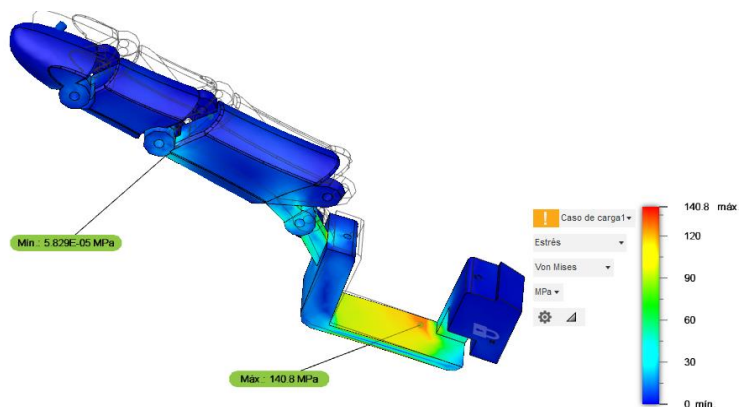 Mín.: 5.829E-05 MPa
Máx.: 140.8 MPa
! Caso de carga1
Estrés
Von Mises
MPa
140.8 máx
120
90
60
30
0 mín